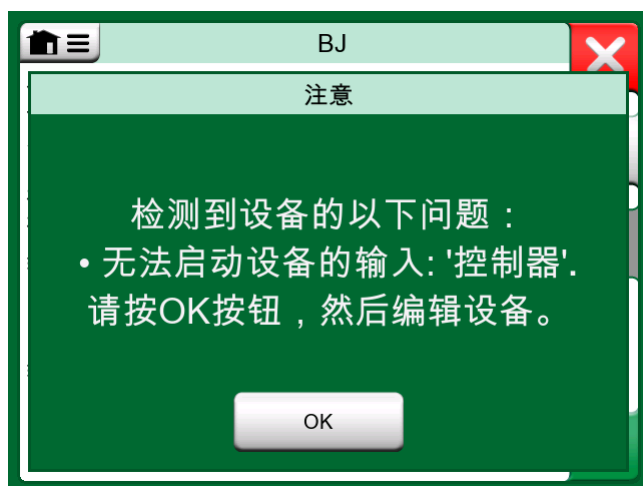 BJ
注意
检测到设备的以下问题：
• 无法启动设备的输入: '控制器'.
请按OK按钮，然后编辑设备。
OK